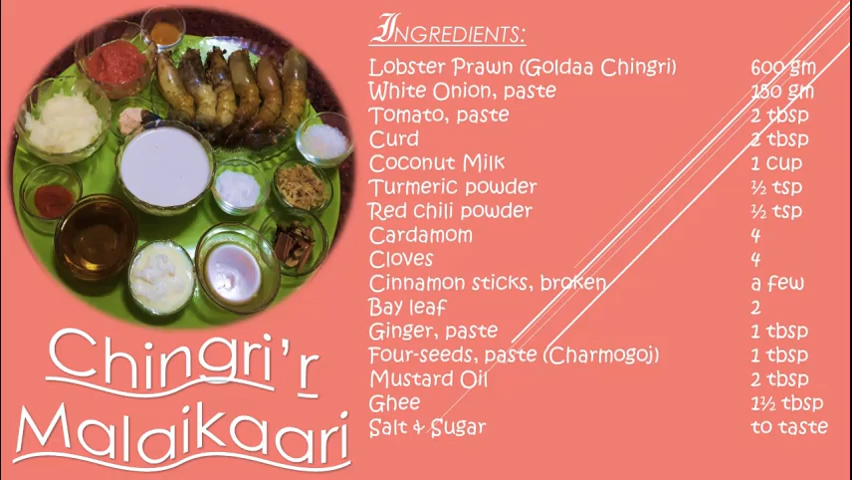 Ingredients:
Lobster Prawn (Goldaa Chingri) 600 gm
White Onion, paste 150 gm
Tomato, paste 2 tbsp
Curd 2 tbsp
Coconut Milk 1 cup
Turmeric powder ½ tsp
Red chili powder ½ tsp
Cardamom 4
Cloves 4
Cinnamon sticks, broken a few
Bay leaf 2
Ginger, paste 1 tbsp
Four-seeds, paste (Charmogoj) 1 tbsp
Mustard Oil 2 tbsp
Ghee 1½ tbsp
Salt & Sugar to taste
Chingri'r
Malaikaari